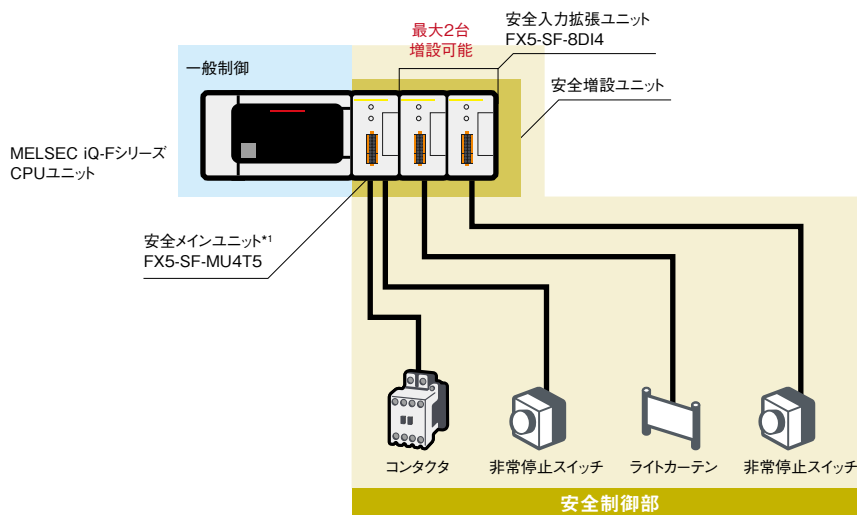 最大2台
増設可能
安全入力拡張ユニット
FX5-SF-8DI4
一般制御
安全増設ユニット
MELSEC iQ-Fシリーズ
CPUユニット
安全メインユニット*1
FX5-SF-MU4T5
コンタクタ
非常停止スイッチ
ライトカーテン
非常停止スイッチ
安全制御部